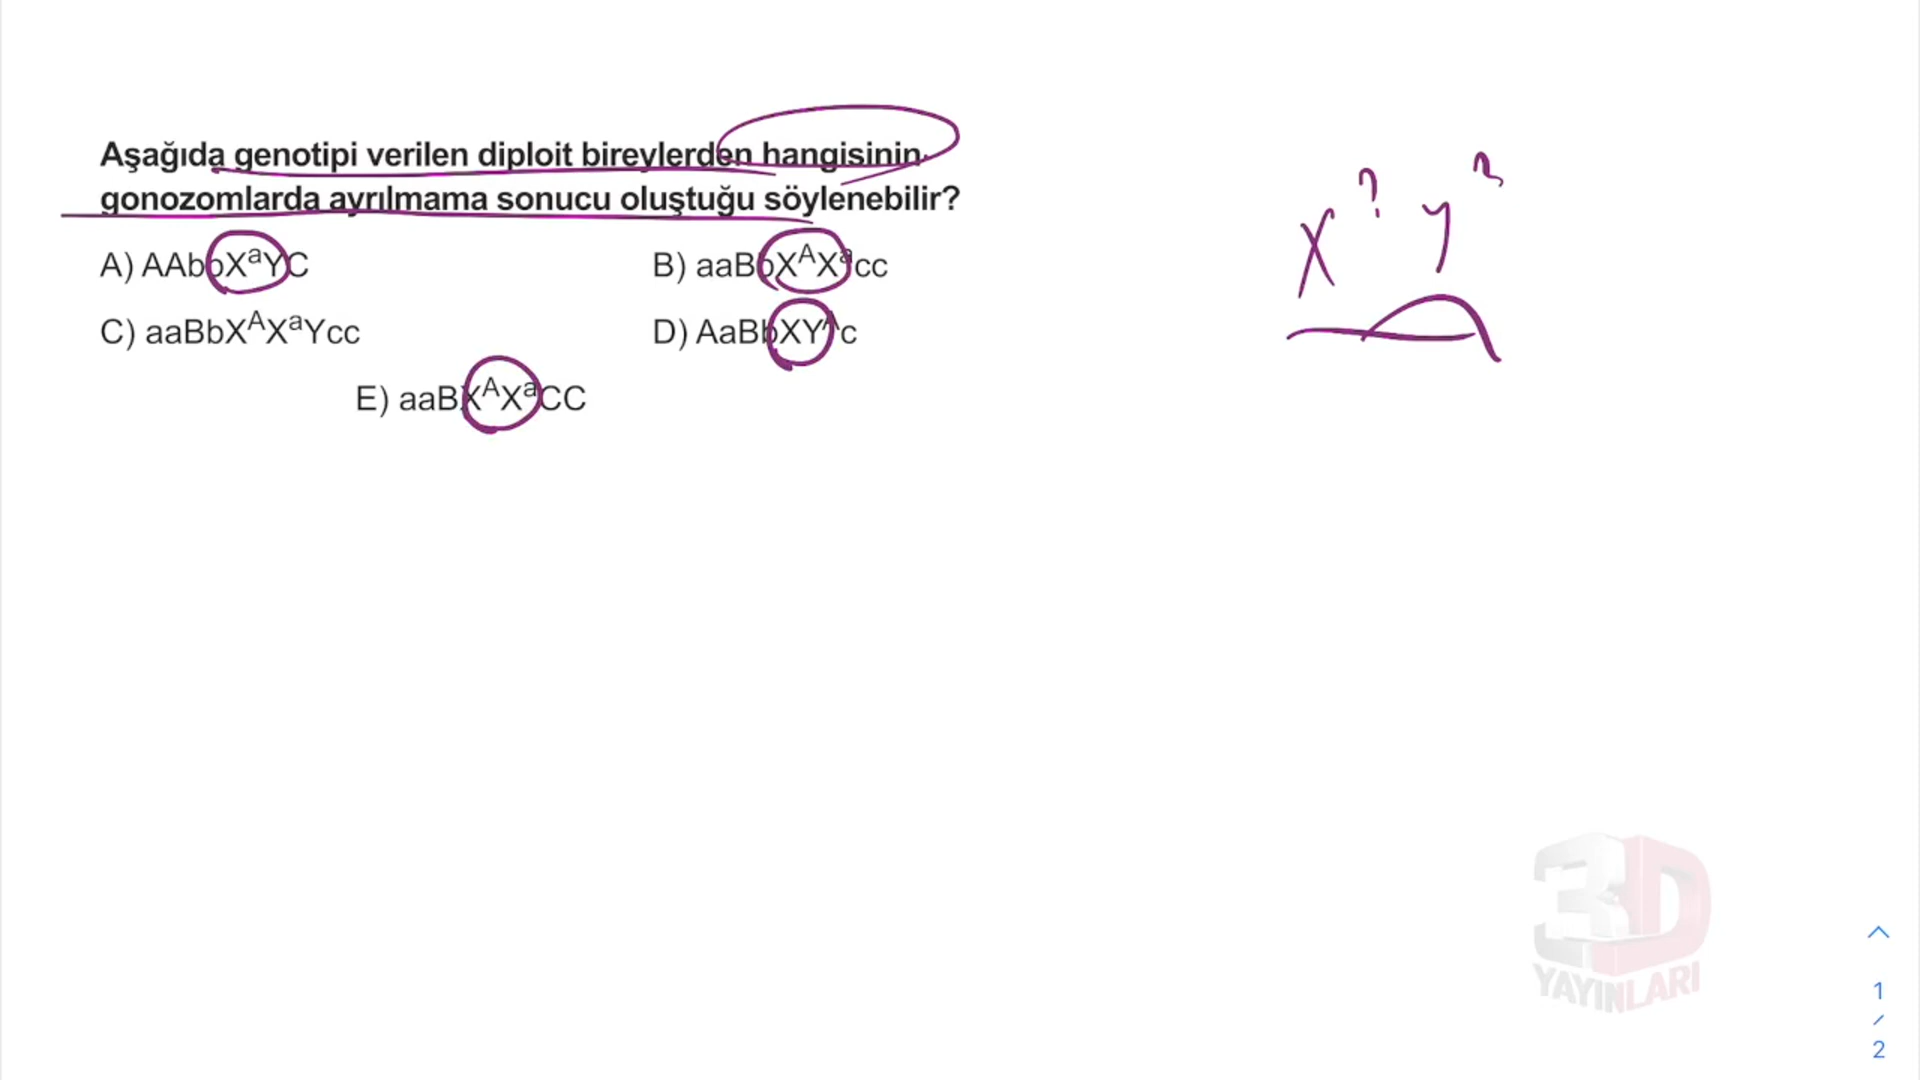 Aşağıda genotipi verilen diploit bireylerden hangisinin
gonozomlarda ayrılmama sonucu oluştuğu söylenebilir?
A) AAbbXᵃYC
B) aaBbXᴬXᵃcc
C) aaBbXᴬXᵃYcc
D) AaBbXYᴬc
E) aaBXᴬXᵃCC
X? y?
3D
YAYINLARI
1
/
2